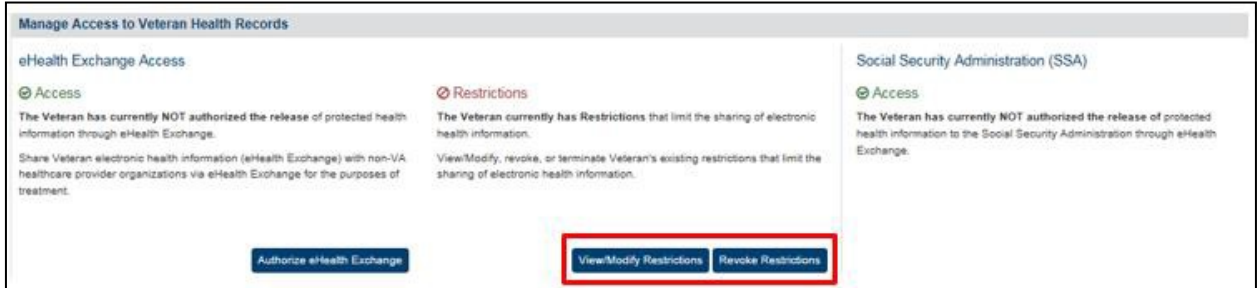 Manage Access to Veteran Health Records
eHealth Exchange Access
Access
The Veteran has currently NOT authorized the release of protected health
information through eHealth Exchange.
Share Veteran electronic health information (eHealth Exchange) with non-VA
healthcare provider organizations via eHealth Exchange for the purposes of
treatment.
Authorize eHealth Exchange
Restrictions
The Veteran currently has Restrictions that limit the sharing of electronic
health information.
View/Modify, revoke, or terminate Veteran's existing restrictions that limit the
sharing of electronic health information.
View/Modify Restrictions
Revoke Restrictions
Social Security Administration (SSA)
Access
The Veteran has currently NOT authorized the release of protected
health information to the Social Security Administration through eHealth
Exchange.